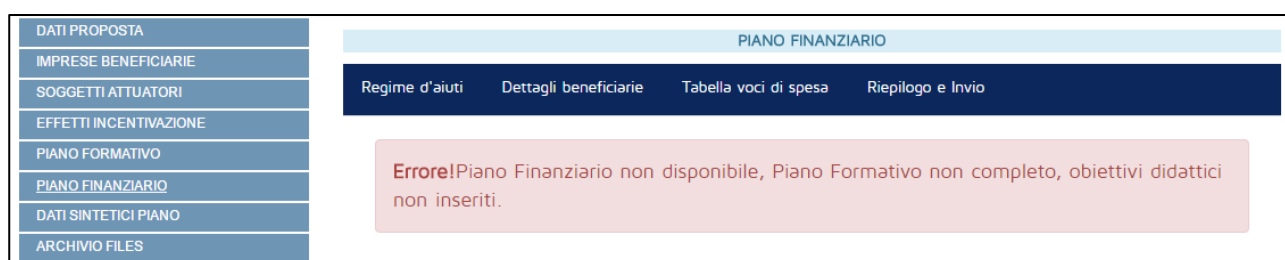 DATI PROPOSTA
IMPRESE BENEFICIARIE
SOGGETTI ATTUATORI
EFFETTI INCENTIVAZIONE
PIANO FORMATIVO
PIANO FINANZIARIO
DATI SINTETICI PIANO
ARCHIVIO FILES
PIANO FINANZIARIO
Regime d'aiuti Dettagli beneficiarie Tabella voci di spesa Riepilogo e Invio
Errore!Piano Finanziario non disponibile, Piano Formativo non completo, obiettivi didattici
non inseriti.